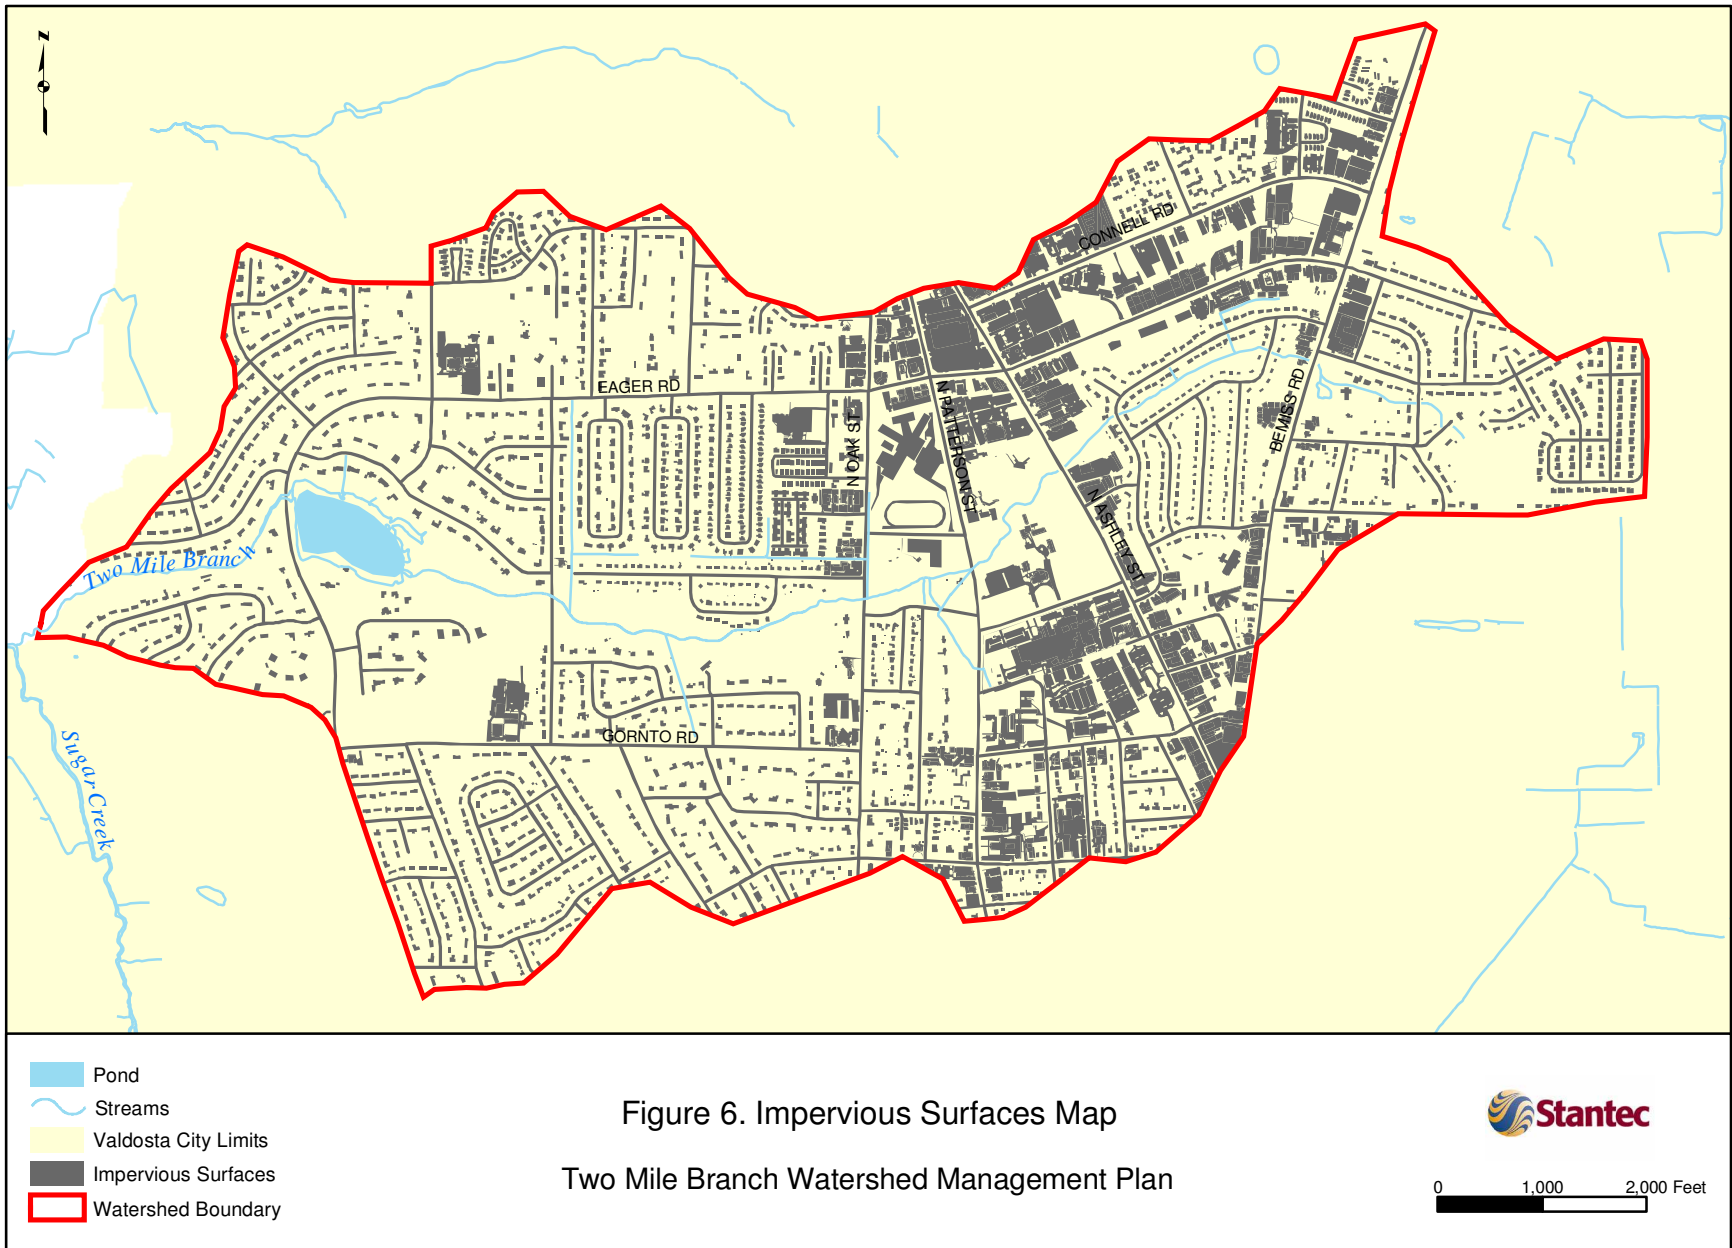 z
CONNELL RD
EAGER RD
N OAK ST
N PATTERSON ST
BEMISS RD
N ASHLEY ST
Two Mile Branch
GORNTO RD
Sugar Creek
Pond
Streams
Valdosta City Limits
Impervious Surfaces
Watershed Boundary
Figure 6. Impervious Surfaces Map
Two Mile Branch Watershed Management Plan
Stantec
0 1,000 2,000 Feet